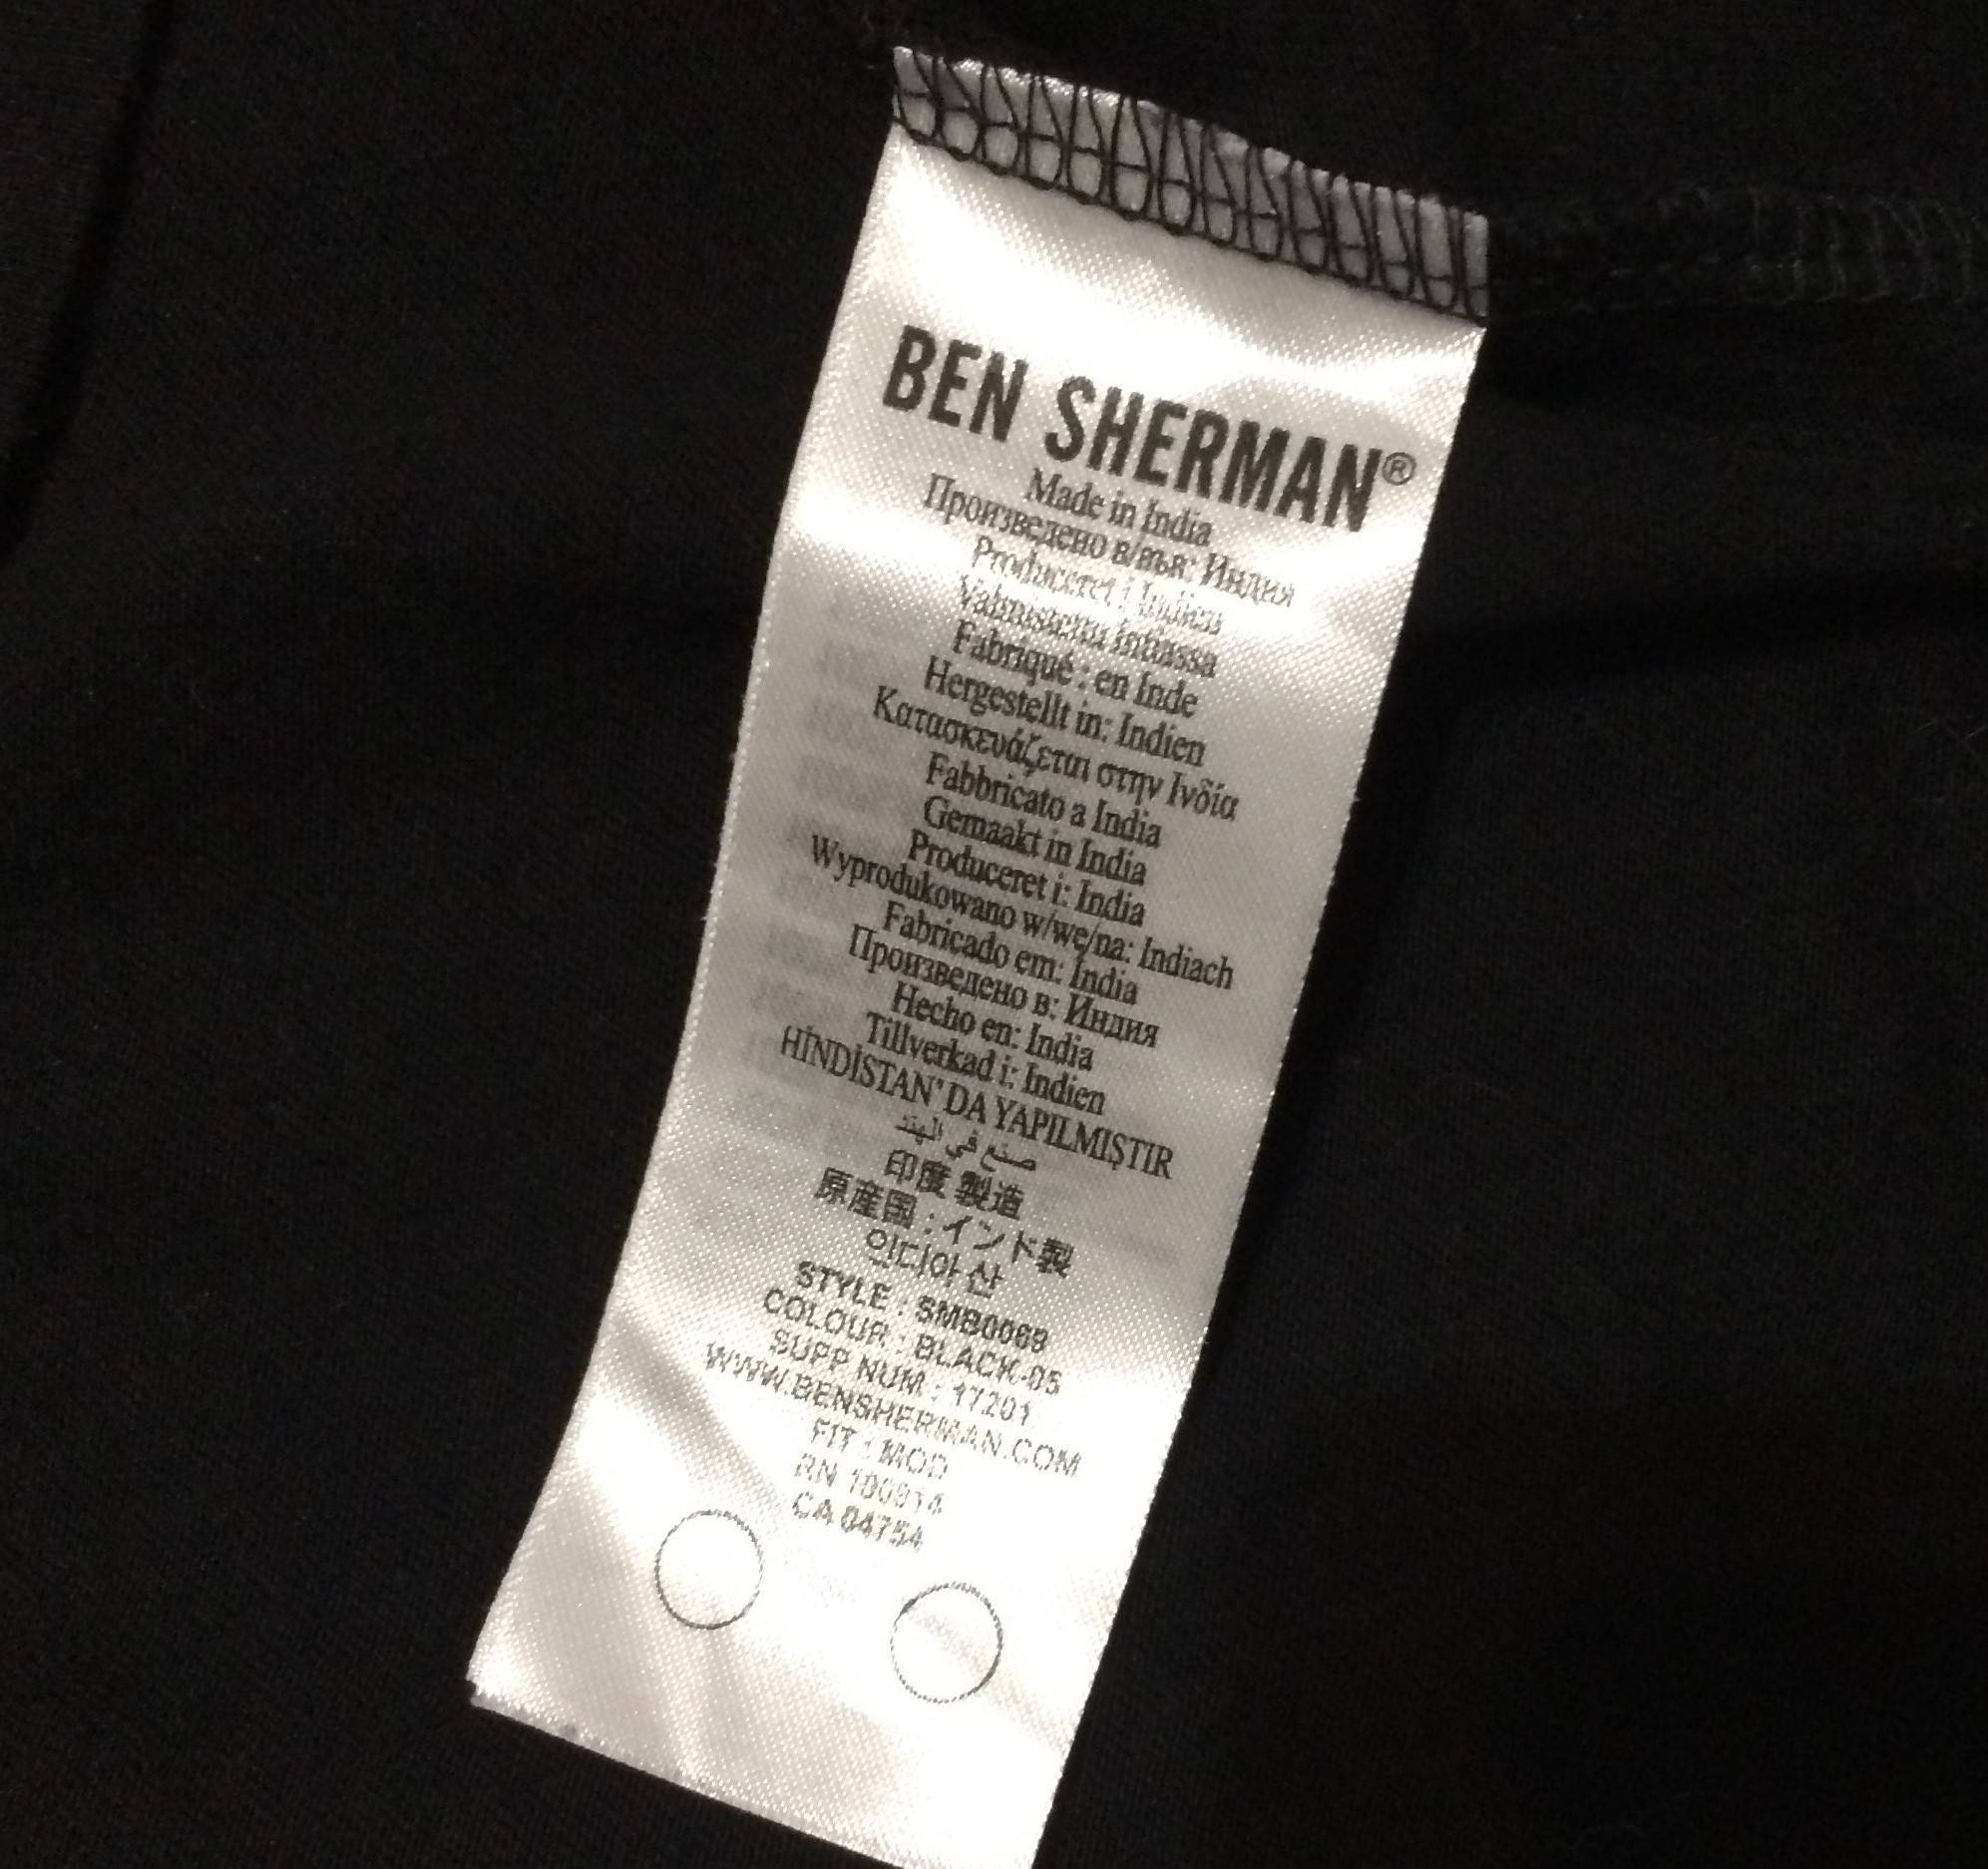 BEN SHERMAN®
Made in India
Произведено в/във: Индия
Produceret i Indien
Valmistettu Intiassa
Fabriqué : en Inde
Hergestellt in: Indien
Κατασκευάζεται στην Ινδία
Fabbricato a India
Gemaakt in India
Produceret i: India
Wyprodukowano w/we/na: Indiach
Fabricado em: Índia
Произведено в: Индия
Hecho en: India
Tillverkad i: Indien
HİNDİSTAN' DA YAPILMIŞTIR
صنع في الهند
印度 製造
原産国 : インド製
인디아 산
STYLE : SMB0069
COLOUR : BLACK-05
SUPP NUM : 17201
WWW.BENSHERMAN.COM
FIT : MOD
RN 100914
CA 04754